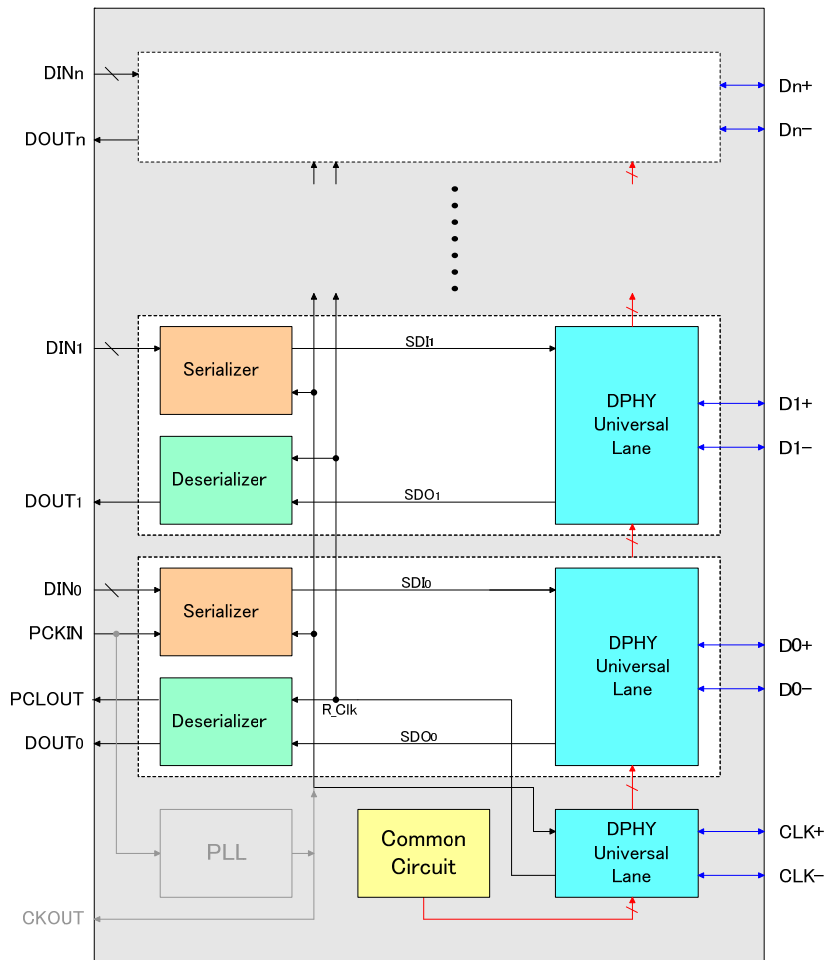 DINn
Dn+
DOUTn
Dn−
DIN1
Serializer
SDI1
DPHY
Universal
Lane
D1+
D1−
Deserializer
DOUT1
SDO1
DIN0
Serializer
SDI0
PCKIN
DPHY
Universal
Lane
D0+
D0−
PCLOUT
Deserializer
R_Clk
DOUT0
SDO0
PLL
Common
Circuit
DPHY
Universal
Lane
CLK+
CLK−
CKOUT